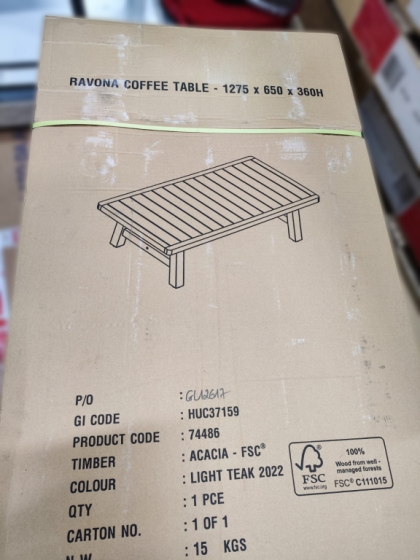 RAVONA COFFEE TABLE - 1275 x 650 x 360H
P/O :
GI CODE : HUC37159
PRODUCT CODE : 74486
TIMBER : ACACIA - FSC®
COLOUR : LIGHT TEAK 2022
QTY : 1 PCE
CARTON NO. : 1 OF 1
N.W : 15 KGS
FSC
www.fsc.org
100%
Wood from well-
managed forests
FSC® C111015